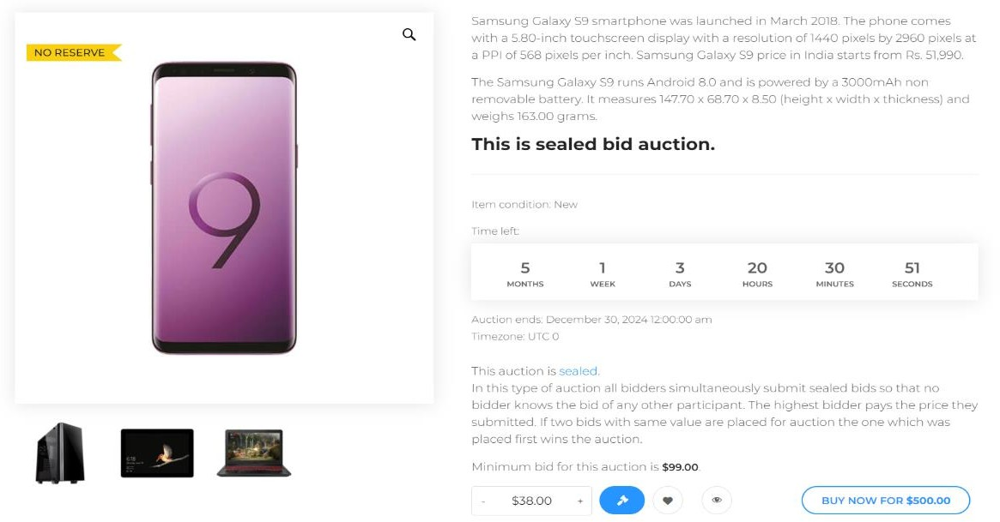 NO RESERVE
9
Samsung Galaxy S9 smartphone was launched in March 2018. The phone comes
with a 5.80-inch touchscreen display with a resolution of 1440 pixels by 2960 pixels at
a PPI of 568 pixels per inch. Samsung Galaxy S9 price in India starts from Rs. 51,990.
The Samsung Galaxy S9 runs Android 8.0 and is powered by a 3000mAh non
removable battery. It measures 147.70 x 68.70 x 8.50 (height x width x thickness) and
weighs 163.00 grams.
This is sealed bid auction.
Item condition: New
Time left:
5 1 3 20 30 51
MONTHS WEEK DAYS HOURS MINUTES SECONDS
Auction ends: December 30, 2024 12:00:00 am
Timezone: UTC 0
This auction is sealed.
In this type of auction all bidders simultaneously submit sealed bids so that no
bidder knows the bid of any other participant. The highest bidder pays the price they
submitted. If two bids with same value are placed for auction the one which was
placed first wins the auction.
Minimum bid for this auction is $99.00.
- $38.00 +
BUY NOW FOR $500.00